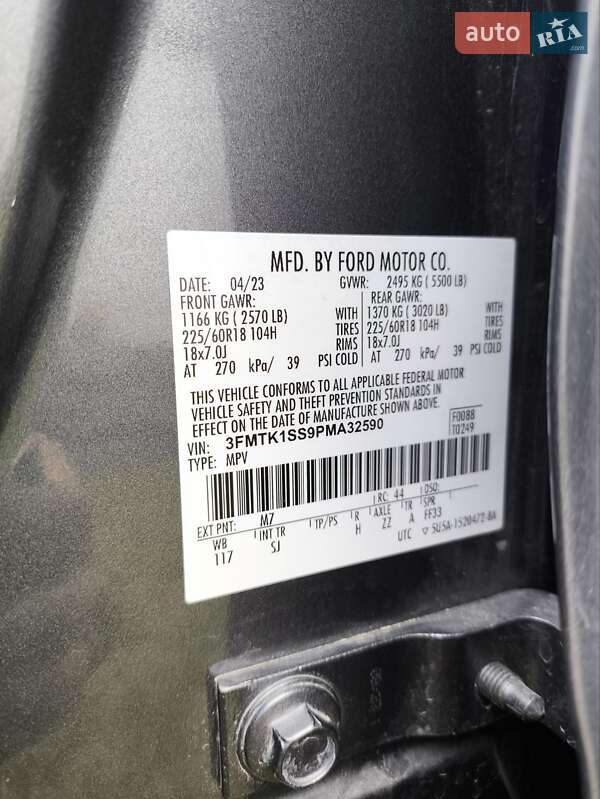 auto RIA.com
MFD. BY FORD MOTOR CO.
DATE: 04/23 GVWR: 2495 KG ( 5500 LB)
FRONT GAWR: REAR GAWR:
1166 KG ( 2570 LB) WITH 1370 KG ( 3020 LB) WITH
225/60R18 104H TIRES 225/60R18 104H TIRES
18x7.0J RIMS 18x7.0J RIMS
AT 270 kPa/ 39 PSI COLD AT 270 kPa/ 39 PSI COLD
THIS VEHICLE CONFORMS TO ALL APPLICABLE FEDERAL MOTOR
VEHICLE SAFETY AND THEFT PREVENTION STANDARDS IN
EFFECT ON THE DATE OF MANUFACTURE SHOWN ABOVE.
VIN: 3FMTK1SS9PMA32590 F0088
TYPE: MPV T0249
EXT PNT: M7 RC: 44 DSO:
WB INT TR TP/PS R AXLE TR SPR
117 SJ H ZZ A FF33
UTC